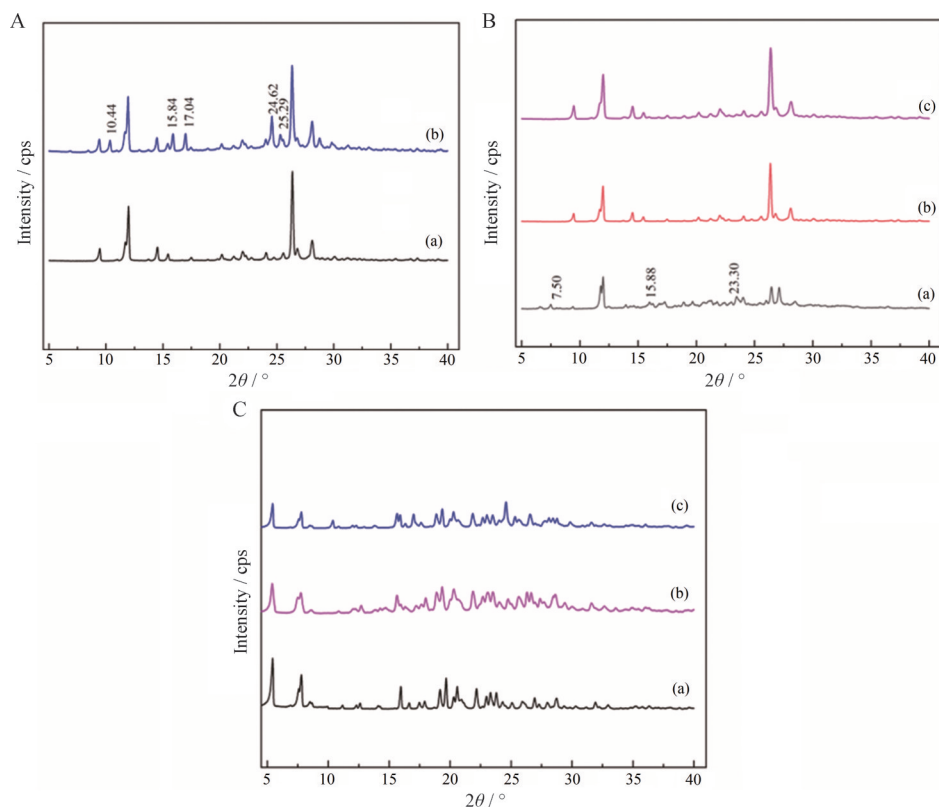 A
10.44
15.84
17.04
24.62
25.29
(b)
(a)
Intensity / cps
5 10 15 20 25 30 35 40
2θ / °
B
(c)
(b)
7.50
15.88
23.30
(a)
Intensity / cps
5 10 15 20 25 30 35 40
2θ / °
C
(c)
(b)
(a)
Intensity / cps
5 10 15 20 25 30 35 40
2θ / °